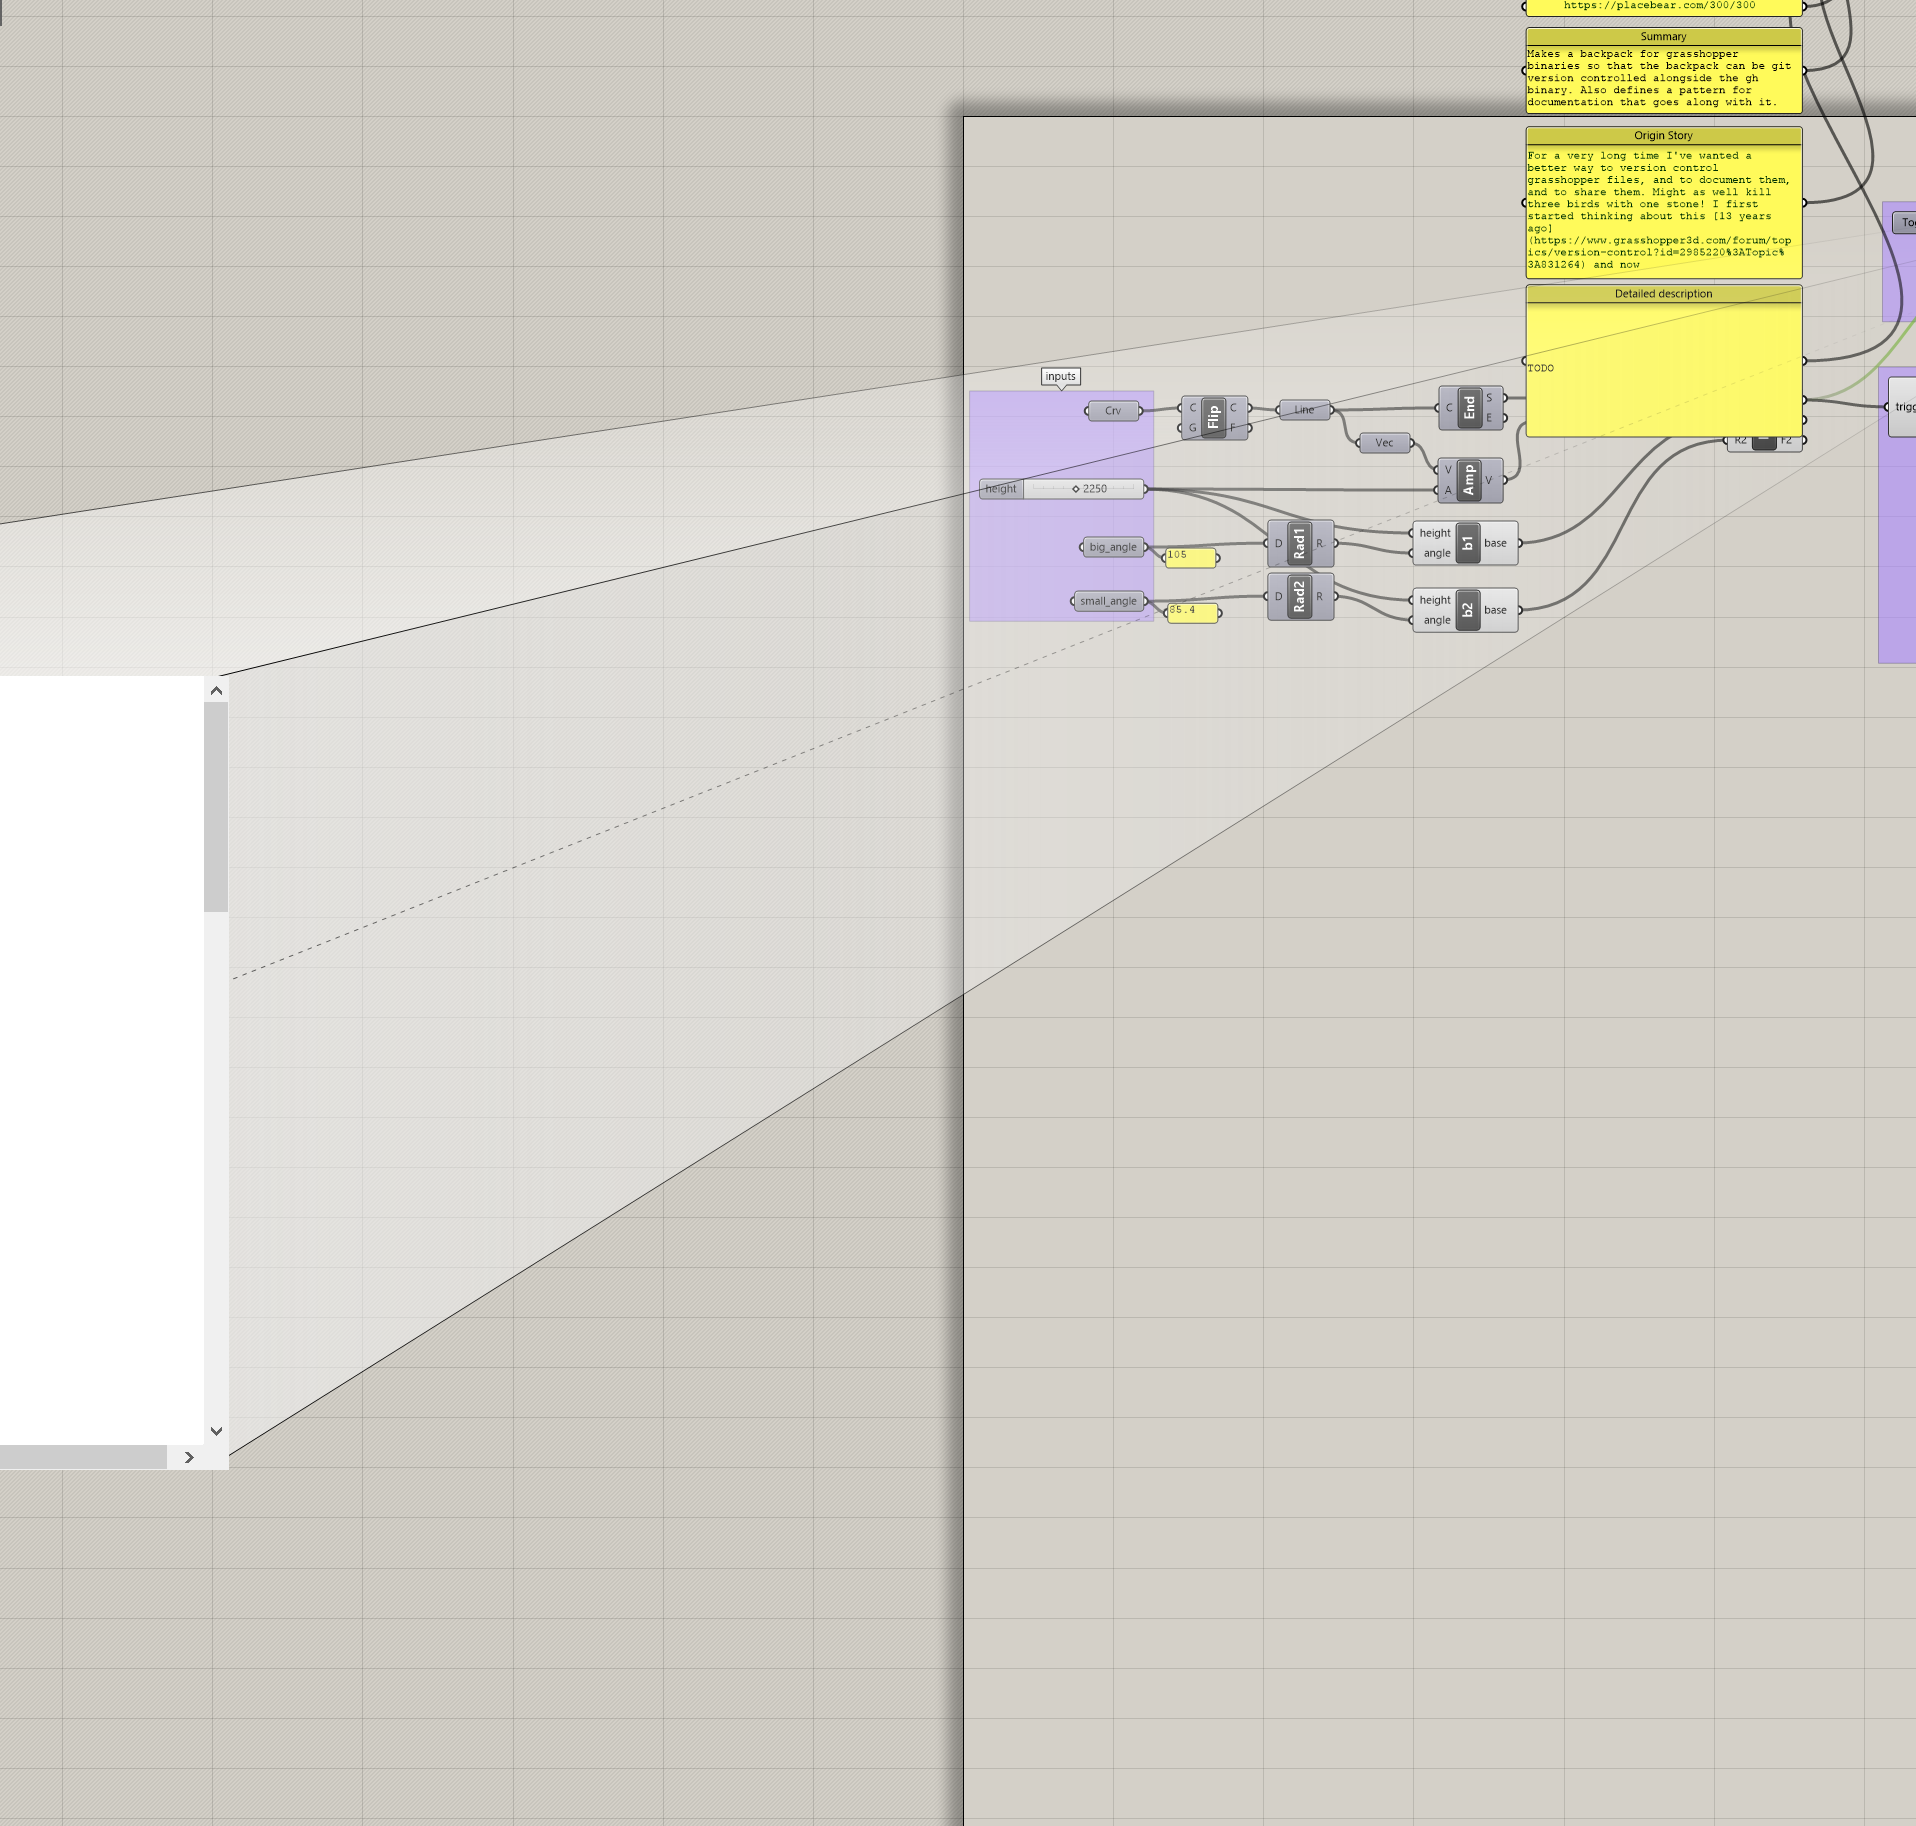 https://placebear.com/300/300
Summary
Makes a backpack for grasshopper
binaries so that the backpack can be git
version controlled alongside the gh
binary. Also defines a pattern for
documentation that goes along with it.
Origin Story
For a very long time I've wanted a
better way to version control
grasshopper files, and to document them,
and to share them. Might as well kill
three birds with one stone! I first
started thinking about this [13 years
ago]
(https://www.grasshopper3d.com/forum/top
ics/version-control?id=2985220%3ATopic%
3A831264) and now
Detailed description
TODO
inputs
Crv
C G Flip C F
Line
C End S E
Vec
V A Amp V
height 2250
big_angle
105
D Rad1 R
height angle b1 base
small_angle
85.4
D Rad2 R
height angle b2 base
R2 F2